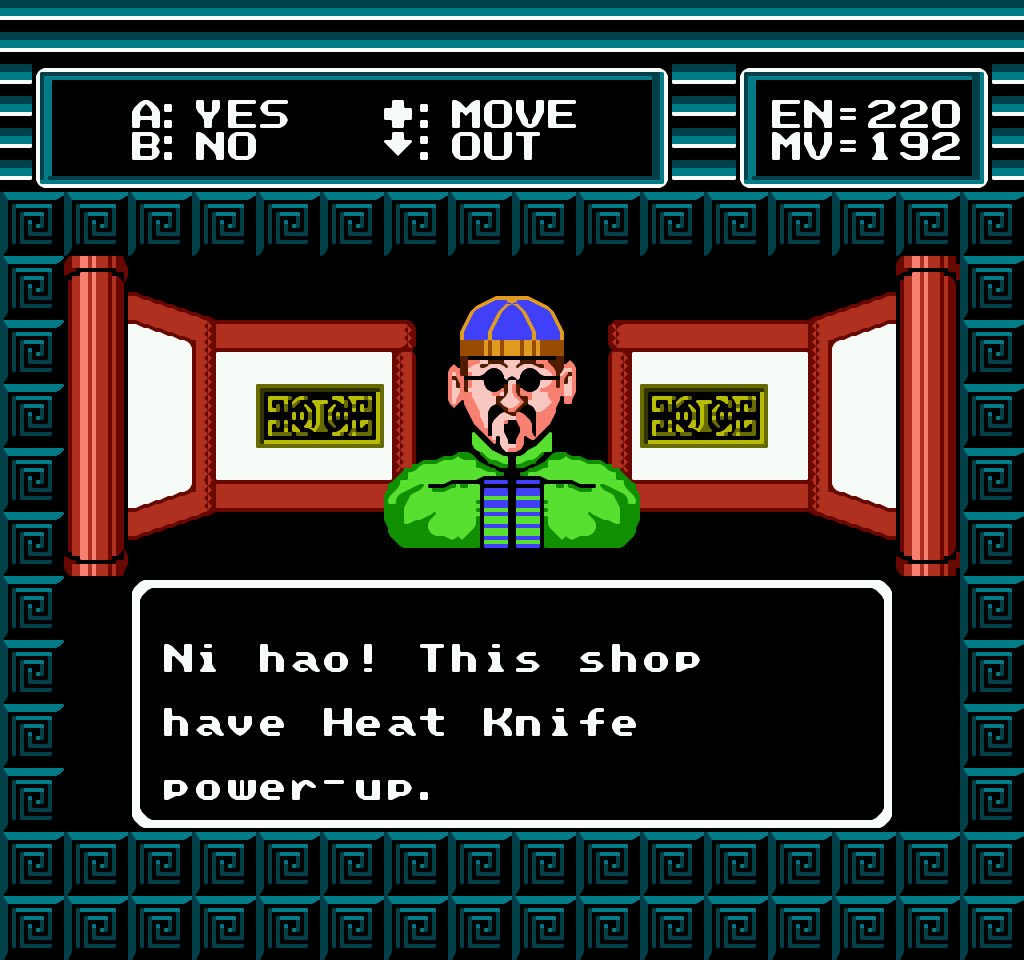 A: YES ✚: MOVE
B: NO ⬇: OUT
EN=220
MV=192
Ni hao! This shop
have Heat Knife
power-up.